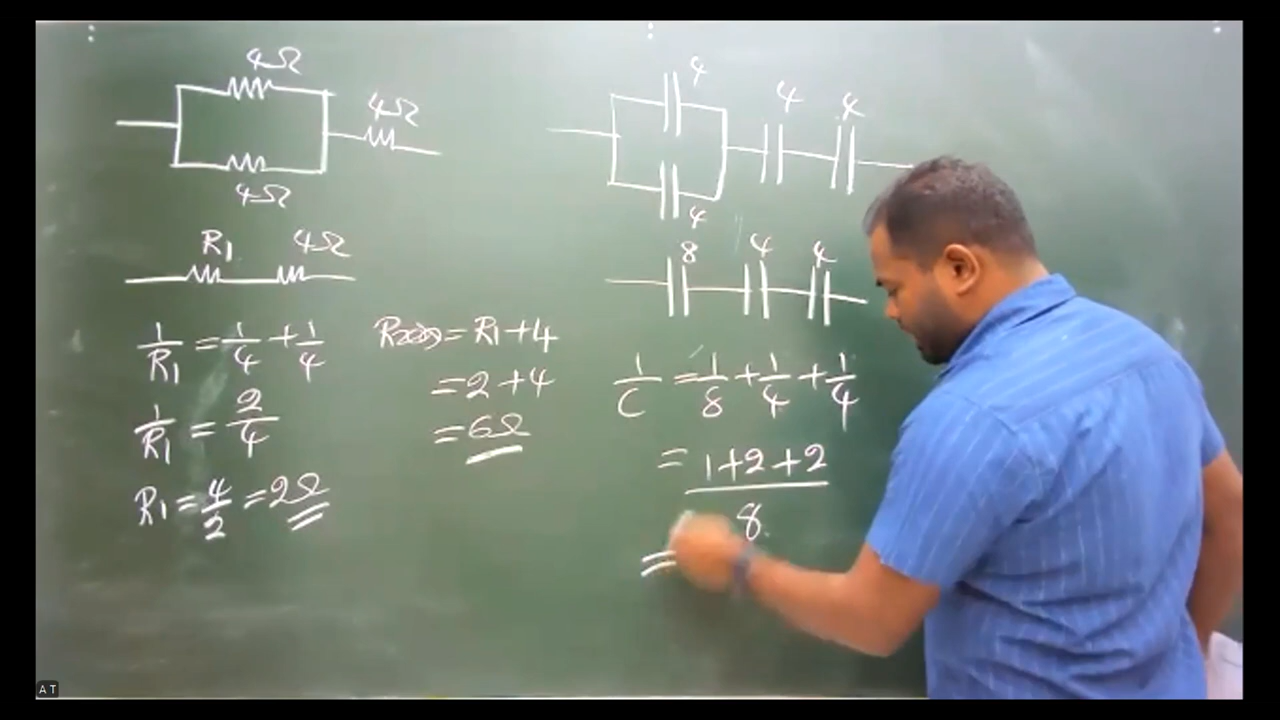 4Ω
4Ω
4Ω
R₁ 4Ω
1/R₁ = 1/4 + 1/4
1/R₁ = 2/4
R₁ = 4/2 = 2Ω
= R₁ + 4
= 2 + 4
= 6Ω
4
4 4
4
8 4 4
1/C = 1/8 + 1/4 + 1/4
= 1+2+2/8
=
A T